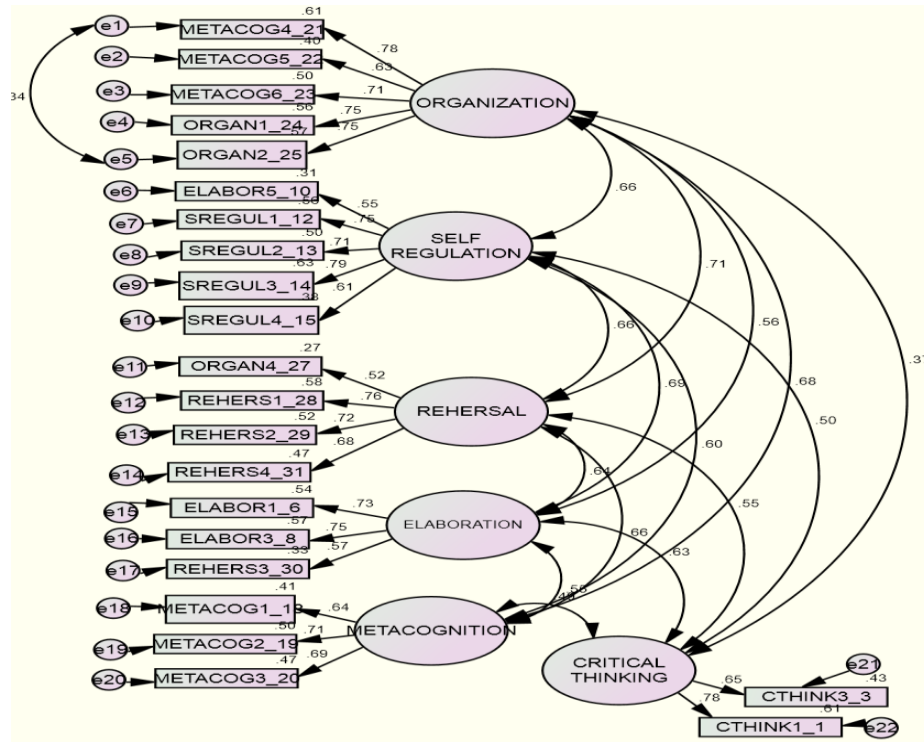 .61
e1
METACOG4_21
.78
.40
e2
METACOG5_22
.63
.50
e3
METACOG6_23
.71
ORGANIZATION
.56
e4
ORGAN1_24
.75
.57
e5
ORGAN2_25
.75
.34
.31
e6
ELABOR5_10
.55
.66
.56
e7
SREGUL1_12
.75
.50
e8
SREGUL2_13
.71
SELF
REGULATION
.63
e9
SREGUL3_14
.79
.71
.38
e10
SREGUL4_15
.61
.66
.56
.27
e11
ORGAN4_27
.52
.69
.68
.58
e12
REHERS1_28
.76
REHERSAL
.50
.52
e13
REHERS2_29
.72
.60
.47
e14
REHERS4_31
.68
.64
.55
.54
e15
ELABOR1_6
.73
ELABORATION
.57
e16
ELABOR3_8
.75
.66
.63
.33
e17
REHERS3_30
.57
.41
e18
METACOG1_18
.64
.50
e19
METACOG2_19
.71
METACOGNITION
.47
e20
METACOG3_20
.69
CRITICAL
THINKING
e21
.65
.43
CTHINK3_3
.78
.61
CTHINK1_1
e22